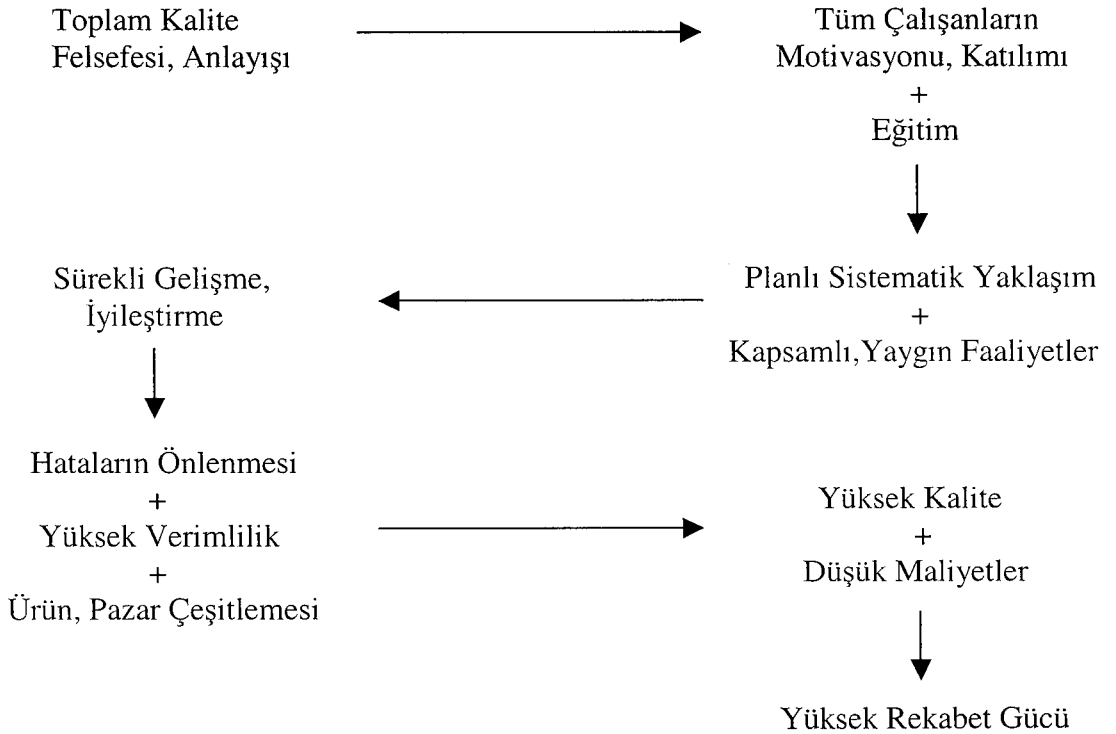 Toplam Kalite
Felsefesi, Anlayışı
Tüm Çalışanların
Motivasyonu, Katılımı
+
Eğitim
Planlı Sistematik Yaklaşım
+
Kapsamlı,Yaygın Faaliyetler
Sürekli Gelişme,
İyileştirme
Hataların Önlenmesi
+
Yüksek Verimlilik
+
Ürün, Pazar Çeşitlemesi
Yüksek Kalite
+
Düşük Maliyetler
Yüksek Rekabet Gücü